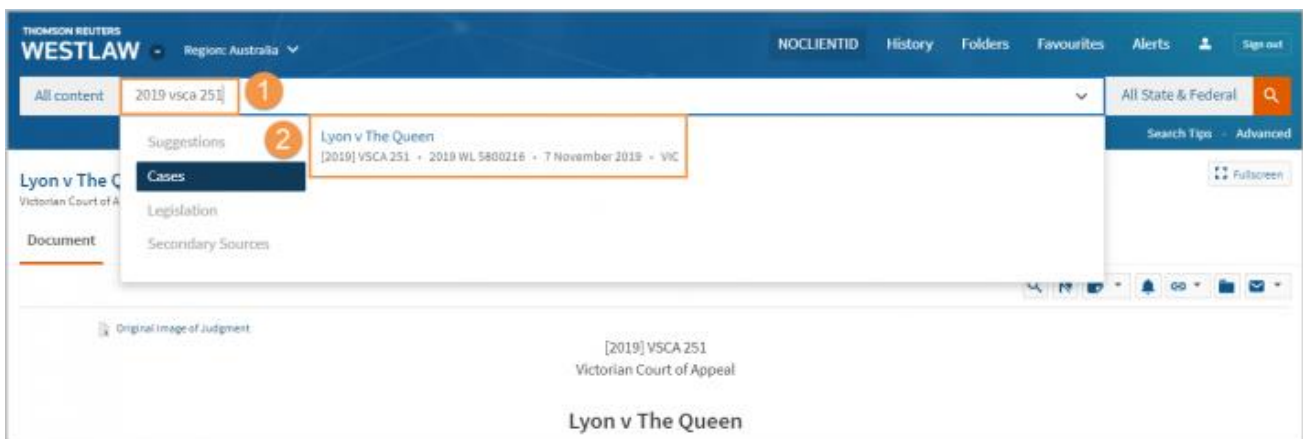 THOMSON REUTERS
WESTLAW Region: Australia NOCLIENTID History Folders Favourites Alerts Sign out
All content 2019 vsca 251 1 All State & Federal
Suggestions 2 Lyon v The Queen Search Tips - Advanced
[2019] VSCA 251 • 2019 WL 5800216 • 7 November 2019 • VIC
Lyon v The Q Cases Fullscreen
Victorian Court of A
Legislation
Document Secondary Sources
Original Image of Judgment
[2019] VSCA 251
Victorian Court of Appeal
Lyon v The Queen